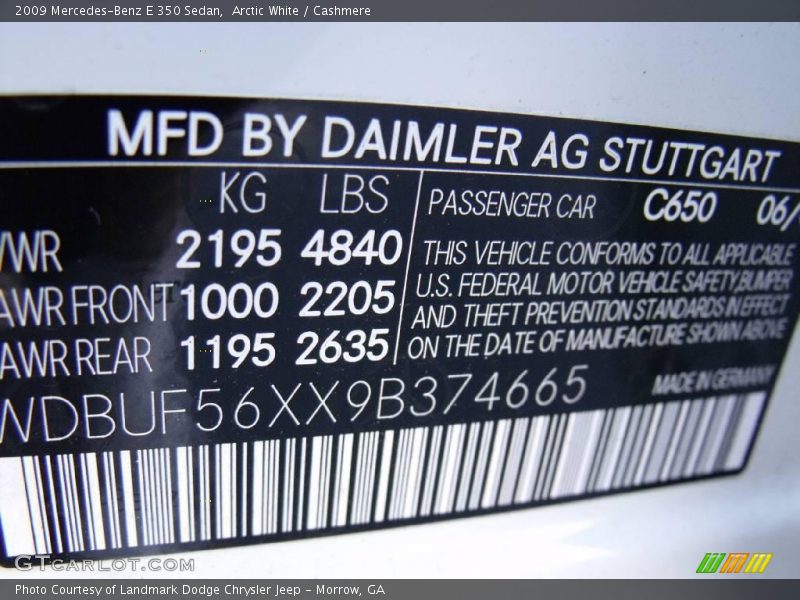 2009 Mercedes-Benz E 350 Sedan,  Arctic White / Cashmere
MFD BY DAIMLER AG STUTTGART
KG LBS
PASSENGER CAR C650 06/
VWR 2195 4840
AWR FRONT 1000 2205
AWR REAR 1195 2635
THIS VEHICLE CONFORMS TO ALL APPLICABLE
U.S. FEDERAL MOTOR VEHICLE SAFETY, BUMPER
AND THEFT PREVENTION STANDARDS IN EFFECT
ON THE DATE OF MANUFACTURE SHOWN ABOVE
WDBUF56XX9B374665
MADE IN GERMANY
GTCARLOT.COM
Photo Courtesy of Landmark Dodge Chrysler Jeep - Morrow, GA